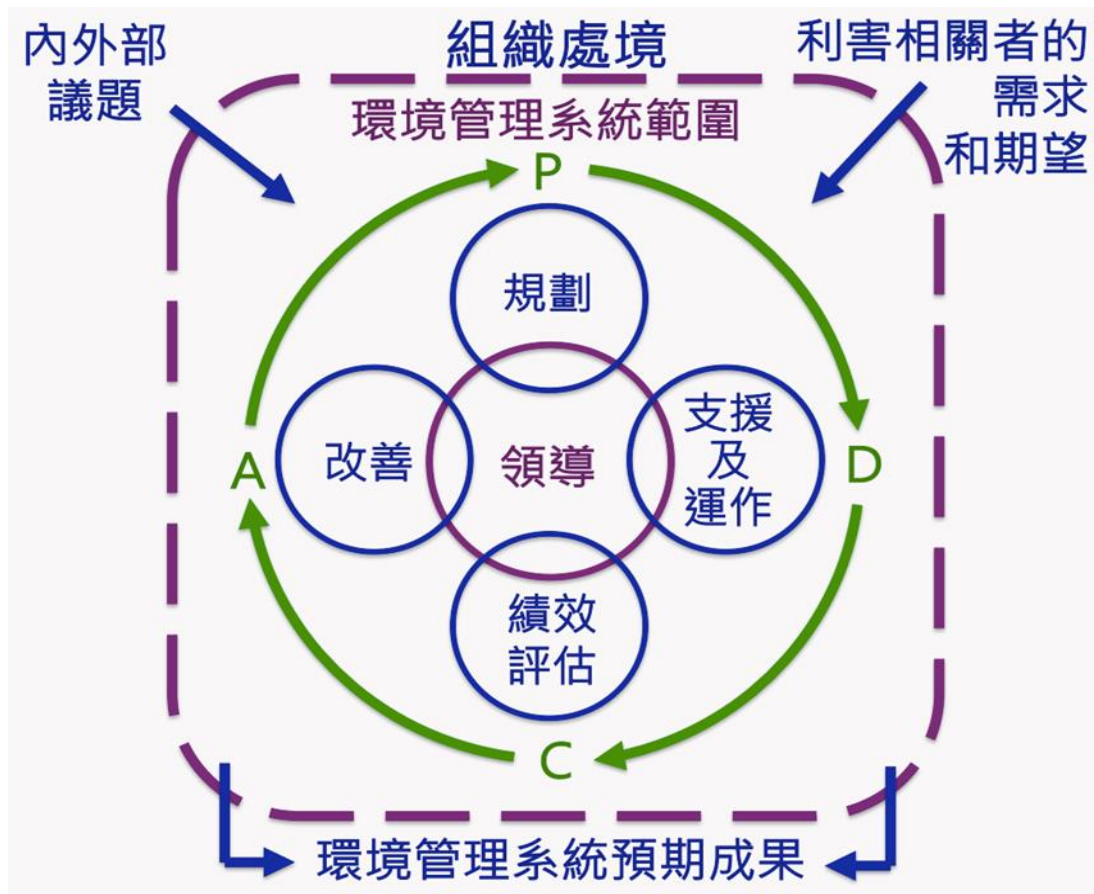 內外部
議題
組織處境
利害相關者的
需求
和期望
環境管理系統範圍
P
規劃
改善
領導
支援
及
運作
A
D
績效
評估
C
環境管理系統預期成果